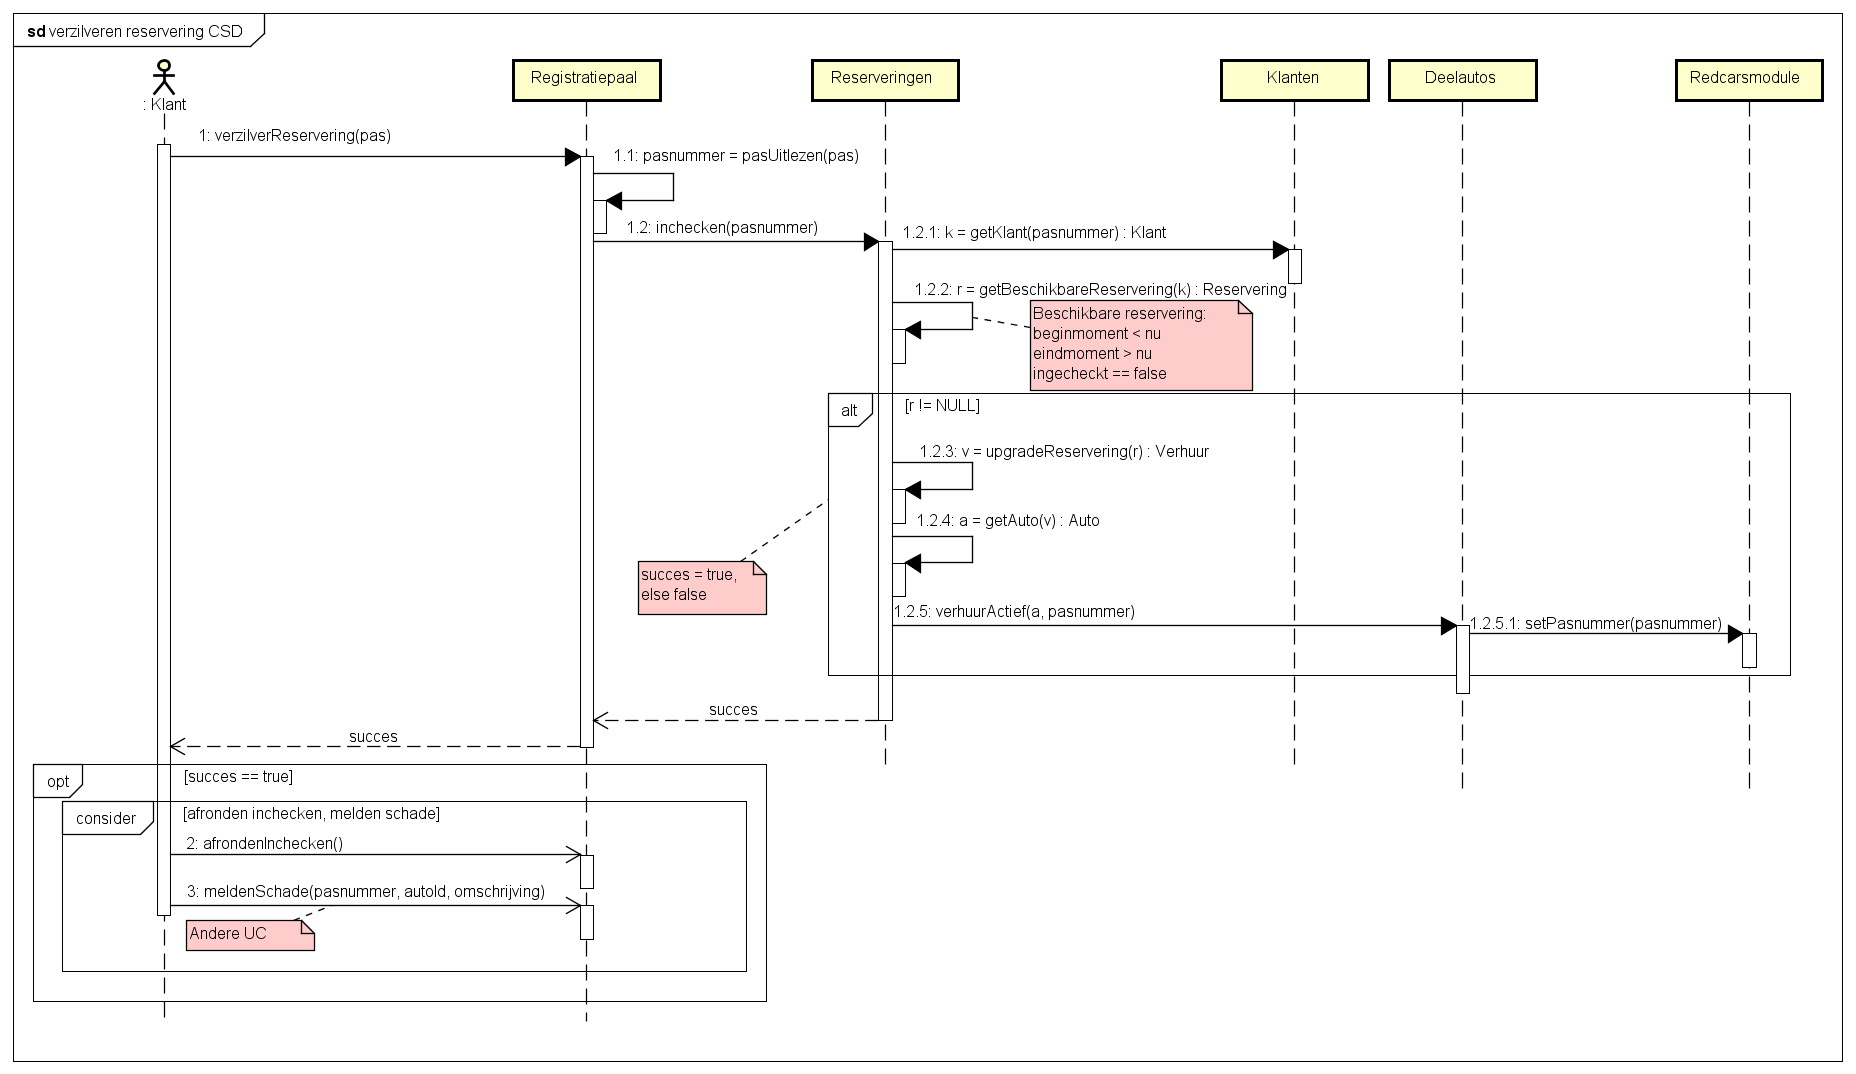 sd verzilveren reservering CSD
: Klant
Registratiepaal
Reserveringen
Klanten
Deelautos
Redcarsmodule
1: verzilverReservering(pas)
1.1: pasnummer = pasUitlezen(pas)
1.2: inchecken(pasnummer)
1.2.1: k = getKlant(pasnummer) : Klant
1.2.2: r = getBeschikbareReservering(k) : Reservering
Beschikbare reservering:
beginmoment < nu
eindmoment > nu
ingecheckt == false
alt
[r != NULL]
1.2.3: v = upgradeReservering(r) : Verhuur
1.2.4: a = getAuto(v) : Auto
succes = true,
else false
1.2.5: verhuurActief(a, pasnummer)
1.2.5.1: setPasnummer(pasnummer)
succes
succes
opt
[succes == true]
consider
[afronden inchecken, melden schade]
2: afrondenInchecken()
3: meldenSchade(pasnummer, autoId, omschrijving)
Andere UC